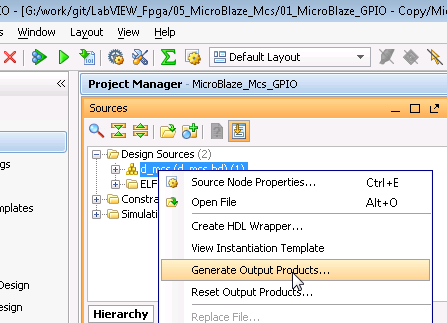 O - [G:/work/git/LabVIEW_Fpga/05_MicroBlaze_Mcs/01_MicroBlaze_GPIO - Copy/Mic
Window Layout View Help
Default Layout
Project Manager - MicroBlaze_Mcs_GPIO
Sources
Design Sources (2)
d_mcs (d_mcs.bd) (1)
ELF
Constra
Simulati
Source Node Properties... Ctrl+E
Open File Alt+O
Create HDL Wrapper...
View Instantiation Template
Generate Output Products...
Reset Output Products...
Replace File...
Hierarchy
ngs
mplates
Design
esign